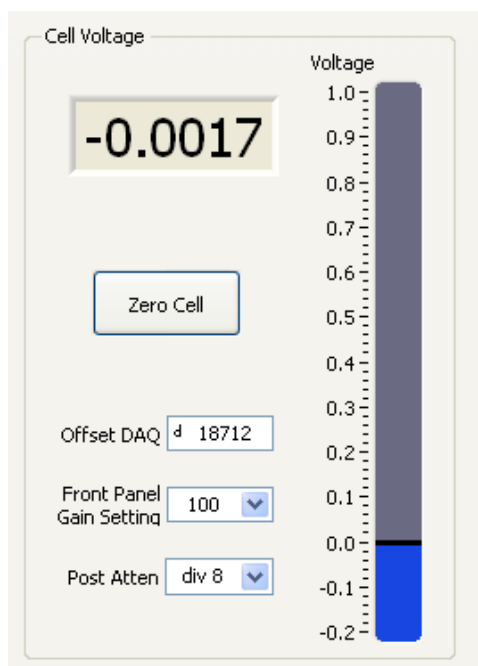 Cell Voltage
Voltage
-0.0017
1.0
0.9
0.8
0.7
0.6
0.5
0.4
0.3
0.2
0.1
0.0
-0.1
-0.2
Zero Cell
Offset DAQ d 18712
Front Panel
Gain Setting 100
Post Atten div 8